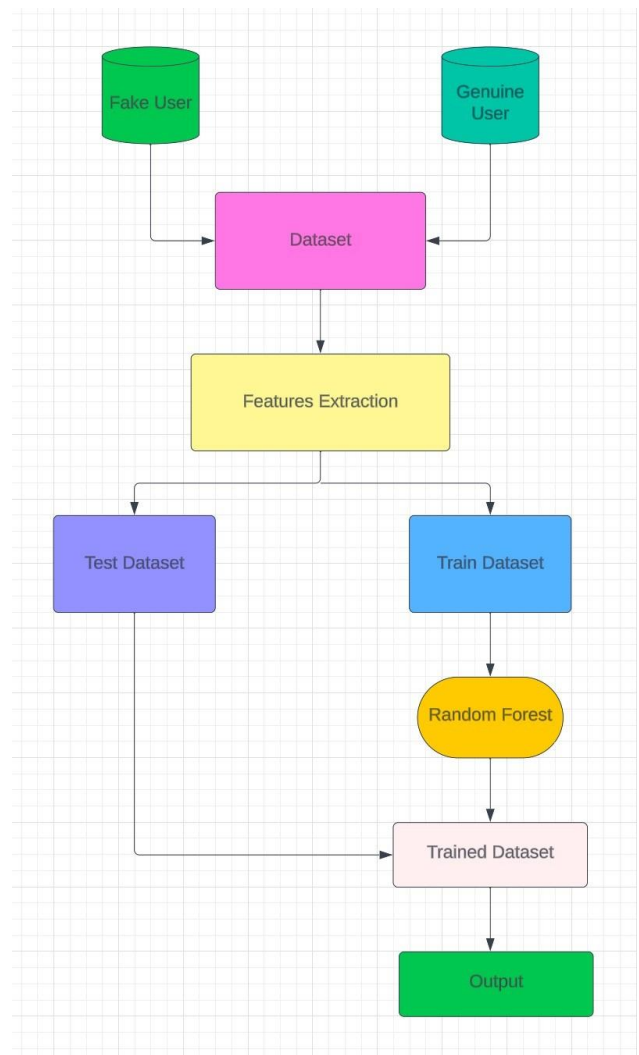 Fake User
Genuine
User
Dataset
Features Extraction
Test Dataset
Train Dataset
Random Forest
Trained Dataset
Output